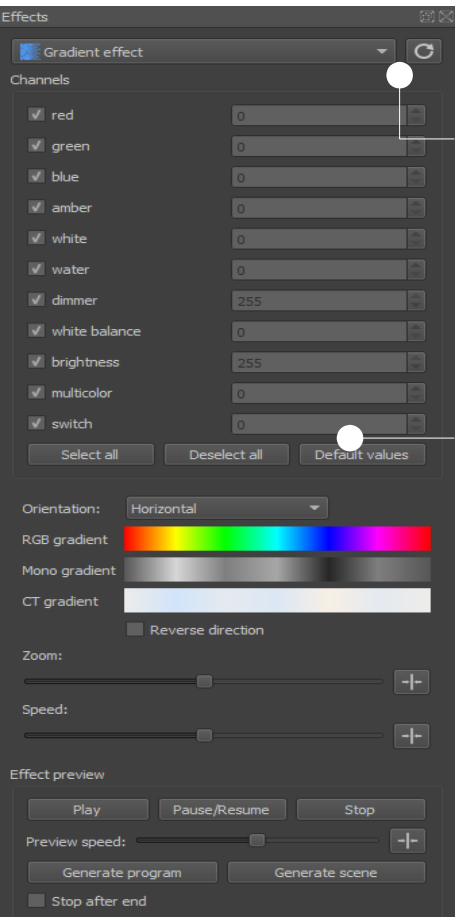 Effects
Gradient effect
Channels
red 0
green 0
blue 0
amber 0
white 0
water 0
dimmer 255
white balance 0
brightness 255
multicolor 0
switch 0
Select all Deselect all Default values
Orientation: Horizontal
RGB gradient
Mono gradient
CT gradient
Reverse direction
Zoom:
Speed:
Effect preview
Play Pause/Resume Stop
Preview speed:
Generate program Generate scene
Stop after end